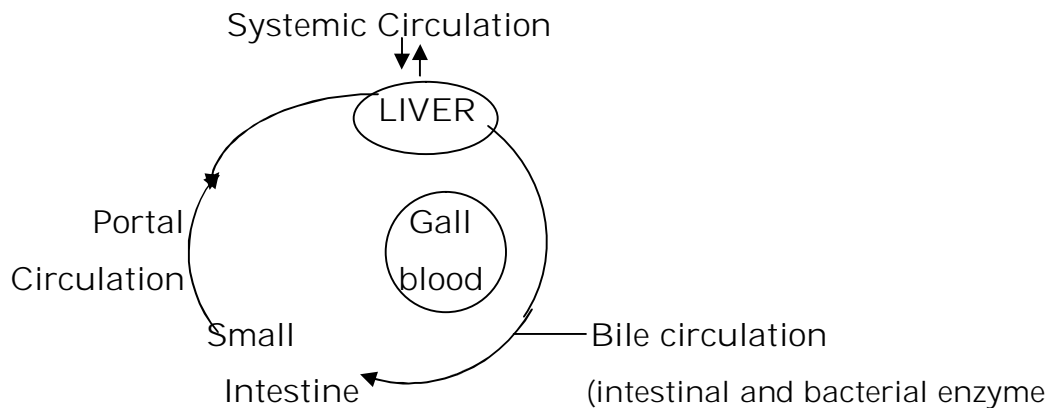 Systemic Circulation
LIVER
Portal
Circulation
Gall
blood
Small
Intestine
Bile circulation
(intestinal and bacterial enzyme